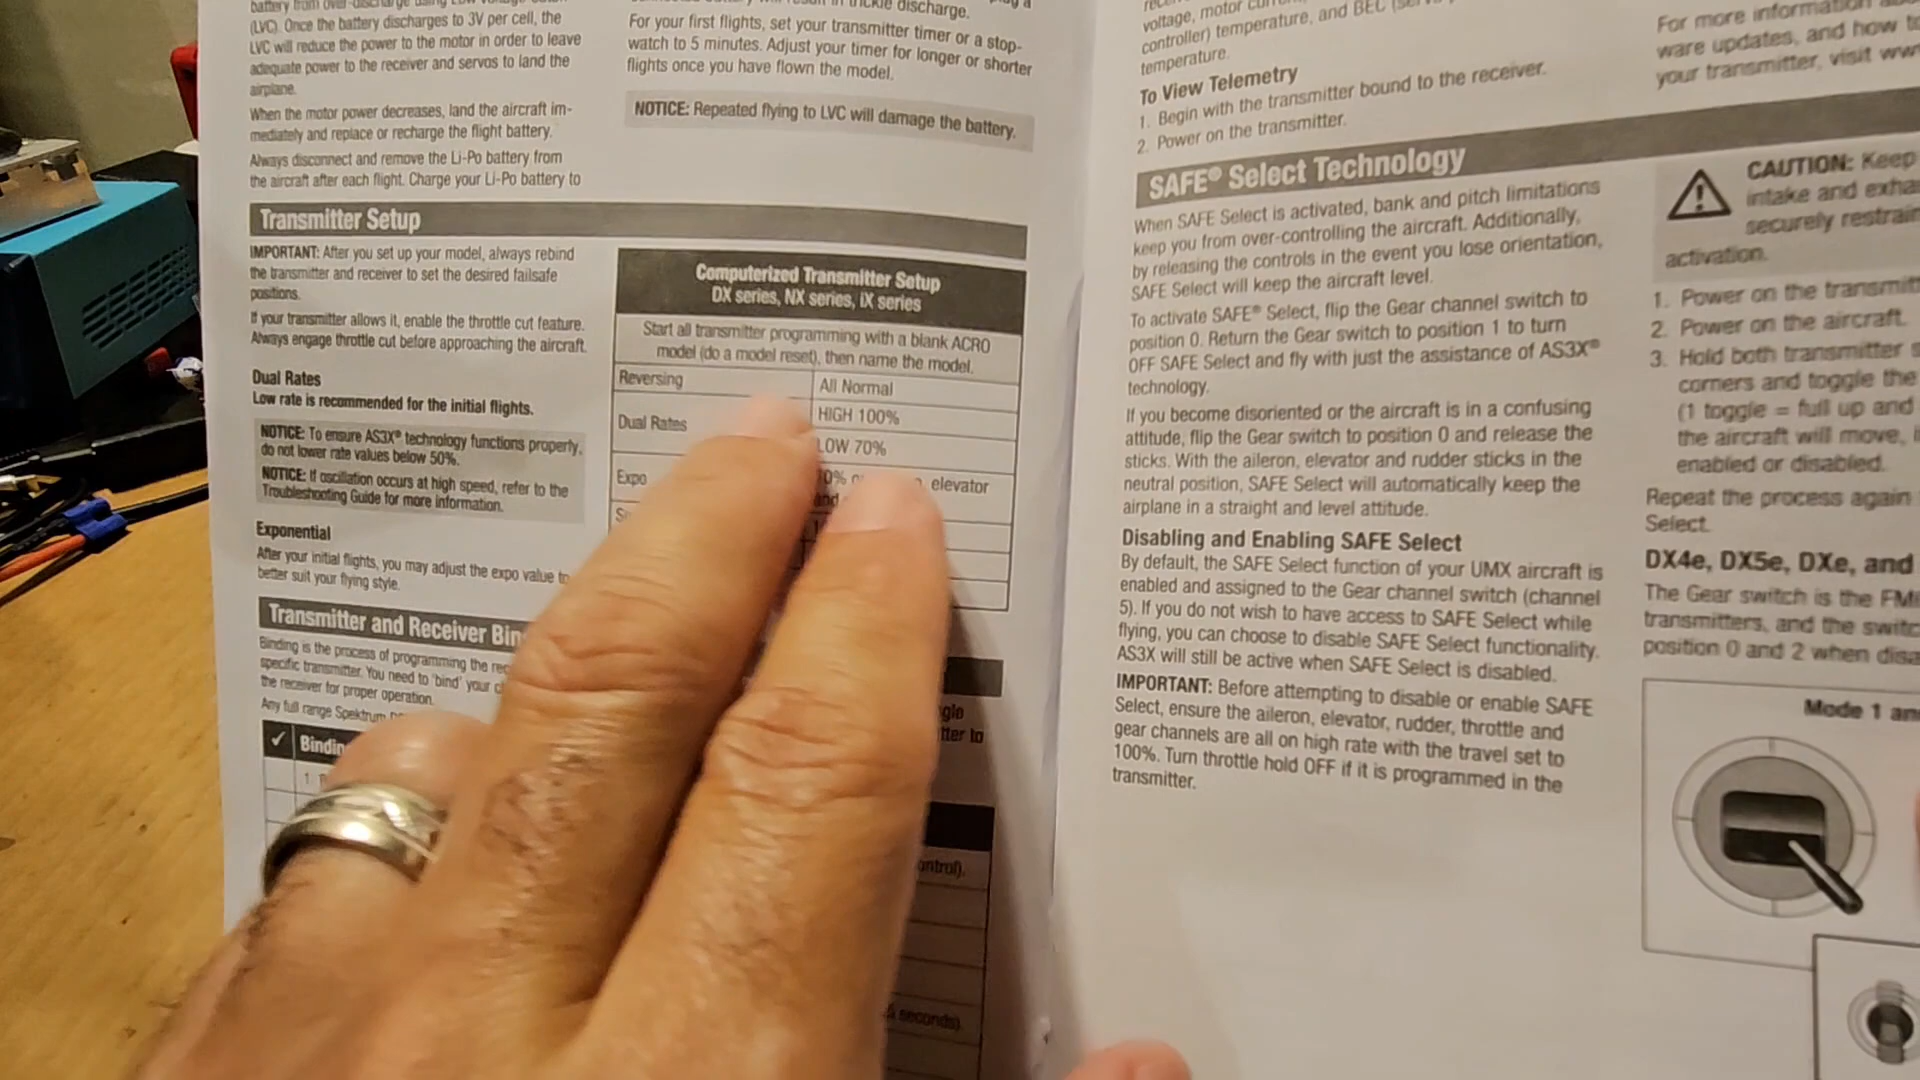 battery from over-discharge using Low Voltage
(LVC). Once the battery discharges to 3V per cell, the
LVC will reduce the power to the motor in order to leave
adequate power to the receiver and servos to land the
airplane.
When the motor power decreases, land the aircraft im-
mediately and replace or recharge the flight battery.
Always disconnect and remove the Li-Po battery from
the aircraft after each flight. Charge your Li-Po battery to
will result in trickle discharge.
For your first flights, set your transmitter timer or a stop-
watch to 5 minutes. Adjust your timer for longer or shorter
flights once you have flown the model.
NOTICE: Repeated flying to LVC will damage the battery.
Transmitter Setup
IMPORTANT: After you set up your model, always rebind
the transmitter and receiver to set the desired failsafe
positions.
If your transmitter allows it, enable the throttle cut feature.
Always engage throttle cut before approaching the aircraft.
Dual Rates
Low rate is recommended for the initial flights.
NOTICE: To ensure AS3X® technology functions properly,
do not lower rate values below 50%.
NOTICE: If oscillation occurs at high speed, refer to the
Troubleshooting Guide for more information.
Exponential
After your initial flights, you may adjust the expo value to
better suit your flying style.
Computerized Transmitter Setup
DX series, NX series, iX series
Start all transmitter programming with a blank ACRO
model (do a model reset), then name the model.
Reversing All Normal
Dual Rates HIGH 100%
LOW 70%
Expo elevator
and
Transmitter and Receiver
Binding is the process of programming the
specific transmitter. You need to 'bind' your
the receiver for proper operation.
Any full range Spektrum
✓
1.
tter to
seconds).
voltage, motor
controller) temperature, and BEC
temperature.
To View Telemetry
1. Begin with the transmitter bound to the receiver.
2. Power on the transmitter.
For more information
ware updates, and how to
your transmitter, visit
SAFE® Select Technology
When SAFE Select is activated, bank and pitch limitations
keep you from over-controlling the aircraft. Additionally,
by releasing the controls in the event you lose orientation,
SAFE Select will keep the aircraft level.
To activate SAFE® Select, flip the Gear channel switch to
position 0. Return the Gear switch to position 1 to turn
OFF SAFE Select and fly with just the assistance of AS3X®
technology.
If you become disoriented or the aircraft is in a confusing
attitude, flip the Gear switch to position 0 and release the
sticks. With the aileron, elevator and rudder sticks in the
neutral position, SAFE Select will automatically keep the
airplane in a straight and level attitude.
Disabling and Enabling SAFE Select
By default, the SAFE Select function of your UMX aircraft is
enabled and assigned to the Gear channel switch (channel
5). If you do not wish to have access to SAFE Select while
flying, you can choose to disable SAFE Select functionality.
AS3X will still be active when SAFE Select is disabled.
IMPORTANT: Before attempting to disable or enable SAFE
Select, ensure the aileron, elevator, rudder, throttle and
gear channels are all on high rate with the travel set to
100%. Turn throttle hold OFF if it is programmed in the
transmitter.
CAUTION: Keep
intake and
securely
activation.
1. Power on the
2. Power on the aircraft.
3. Hold both transmitter
corners and toggle the
(1 toggle = full up and
the aircraft will move,
enabled or disabled.
Repeat the process again
Select.
DX4e, DX5e, DXe, and
The Gear switch is the
transmitters, and the
position 0 and 2 when
Mode 1